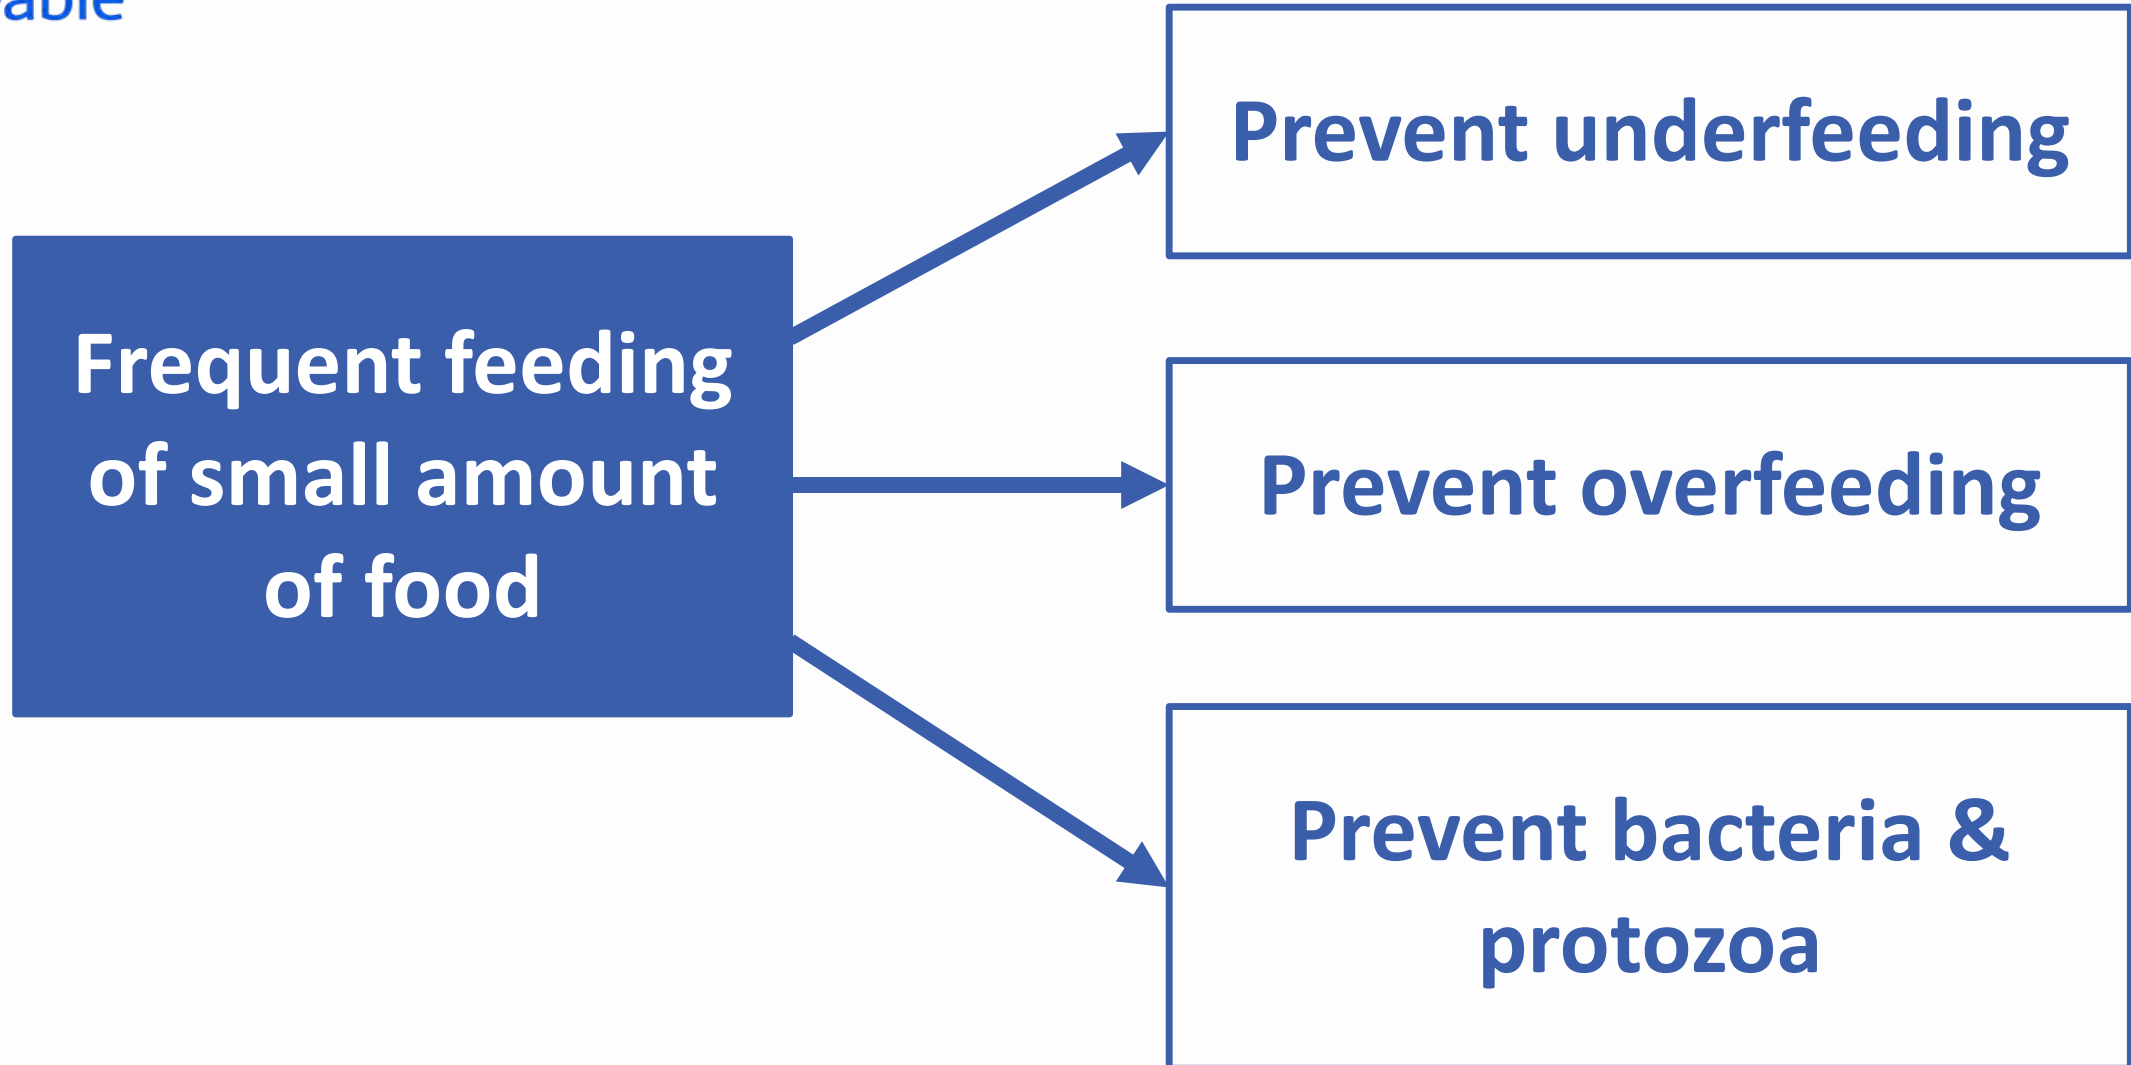 Prevent underfeeding
Frequent feeding
of small amount
of food
Prevent overfeeding
Prevent bacteria &
protozoa